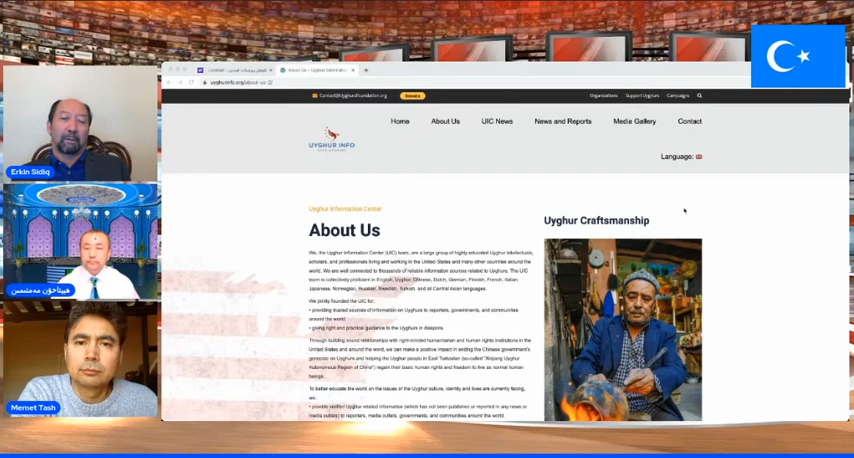 About Us – Uyghur Informatio
uyghurinfo.org/about-us-2/
Contact@Uyghursfoundation.org
Donate
Organizations
Support Uyghurs
Campaigns
Home
About Us
UIC News
News and Reports
Media Gallery
Contact
UYGHUR INFO
Language:
Erkin Sidiq
Memet Tash
Uyghur Information Center
About Us
We, the Uyghur Information Center (UIC) team, are a large group of highly educated Uyghur intellectuals,
scholars, and professionals living and working in the United States and many other countries around the
world. We are well connected to thousands of reliable information sources related to Uyghurs. The UIC
team is collectively proficient in English, Uyghur, Chinese, Dutch, German, Finnish, French, Italian,
Japanese, Norwegian, Russian, Swedish, Turkish, and all Central Asian languages.
We jointly founded the UIC for:
• providing trusted sources of information on Uyghurs to reporters, governments, and communities
around the world
• giving right and practical guidance to the Uyghurs in diaspora
Through building sound relationships with right-minded humanitarian and human rights institutions in the
United States and around the world, we can make a positive impact in ending the Chinese government's
genocide on Uyghurs and helping the Uyghur people in East Turkistan (so-called "Xinjiang Uyghur
Autonomous Region of China") regain their basic human rights and freedom to live as normal human
beings.
To better educate the world on the issues of the Uyghur culture, identity and lives are currently facing,
we:
• provide verified Uyghur related information (which has not been published or reported in any news or
media outlets) to reporters, media outlets, governments, and communities around the world
Uyghur Craftsmanship